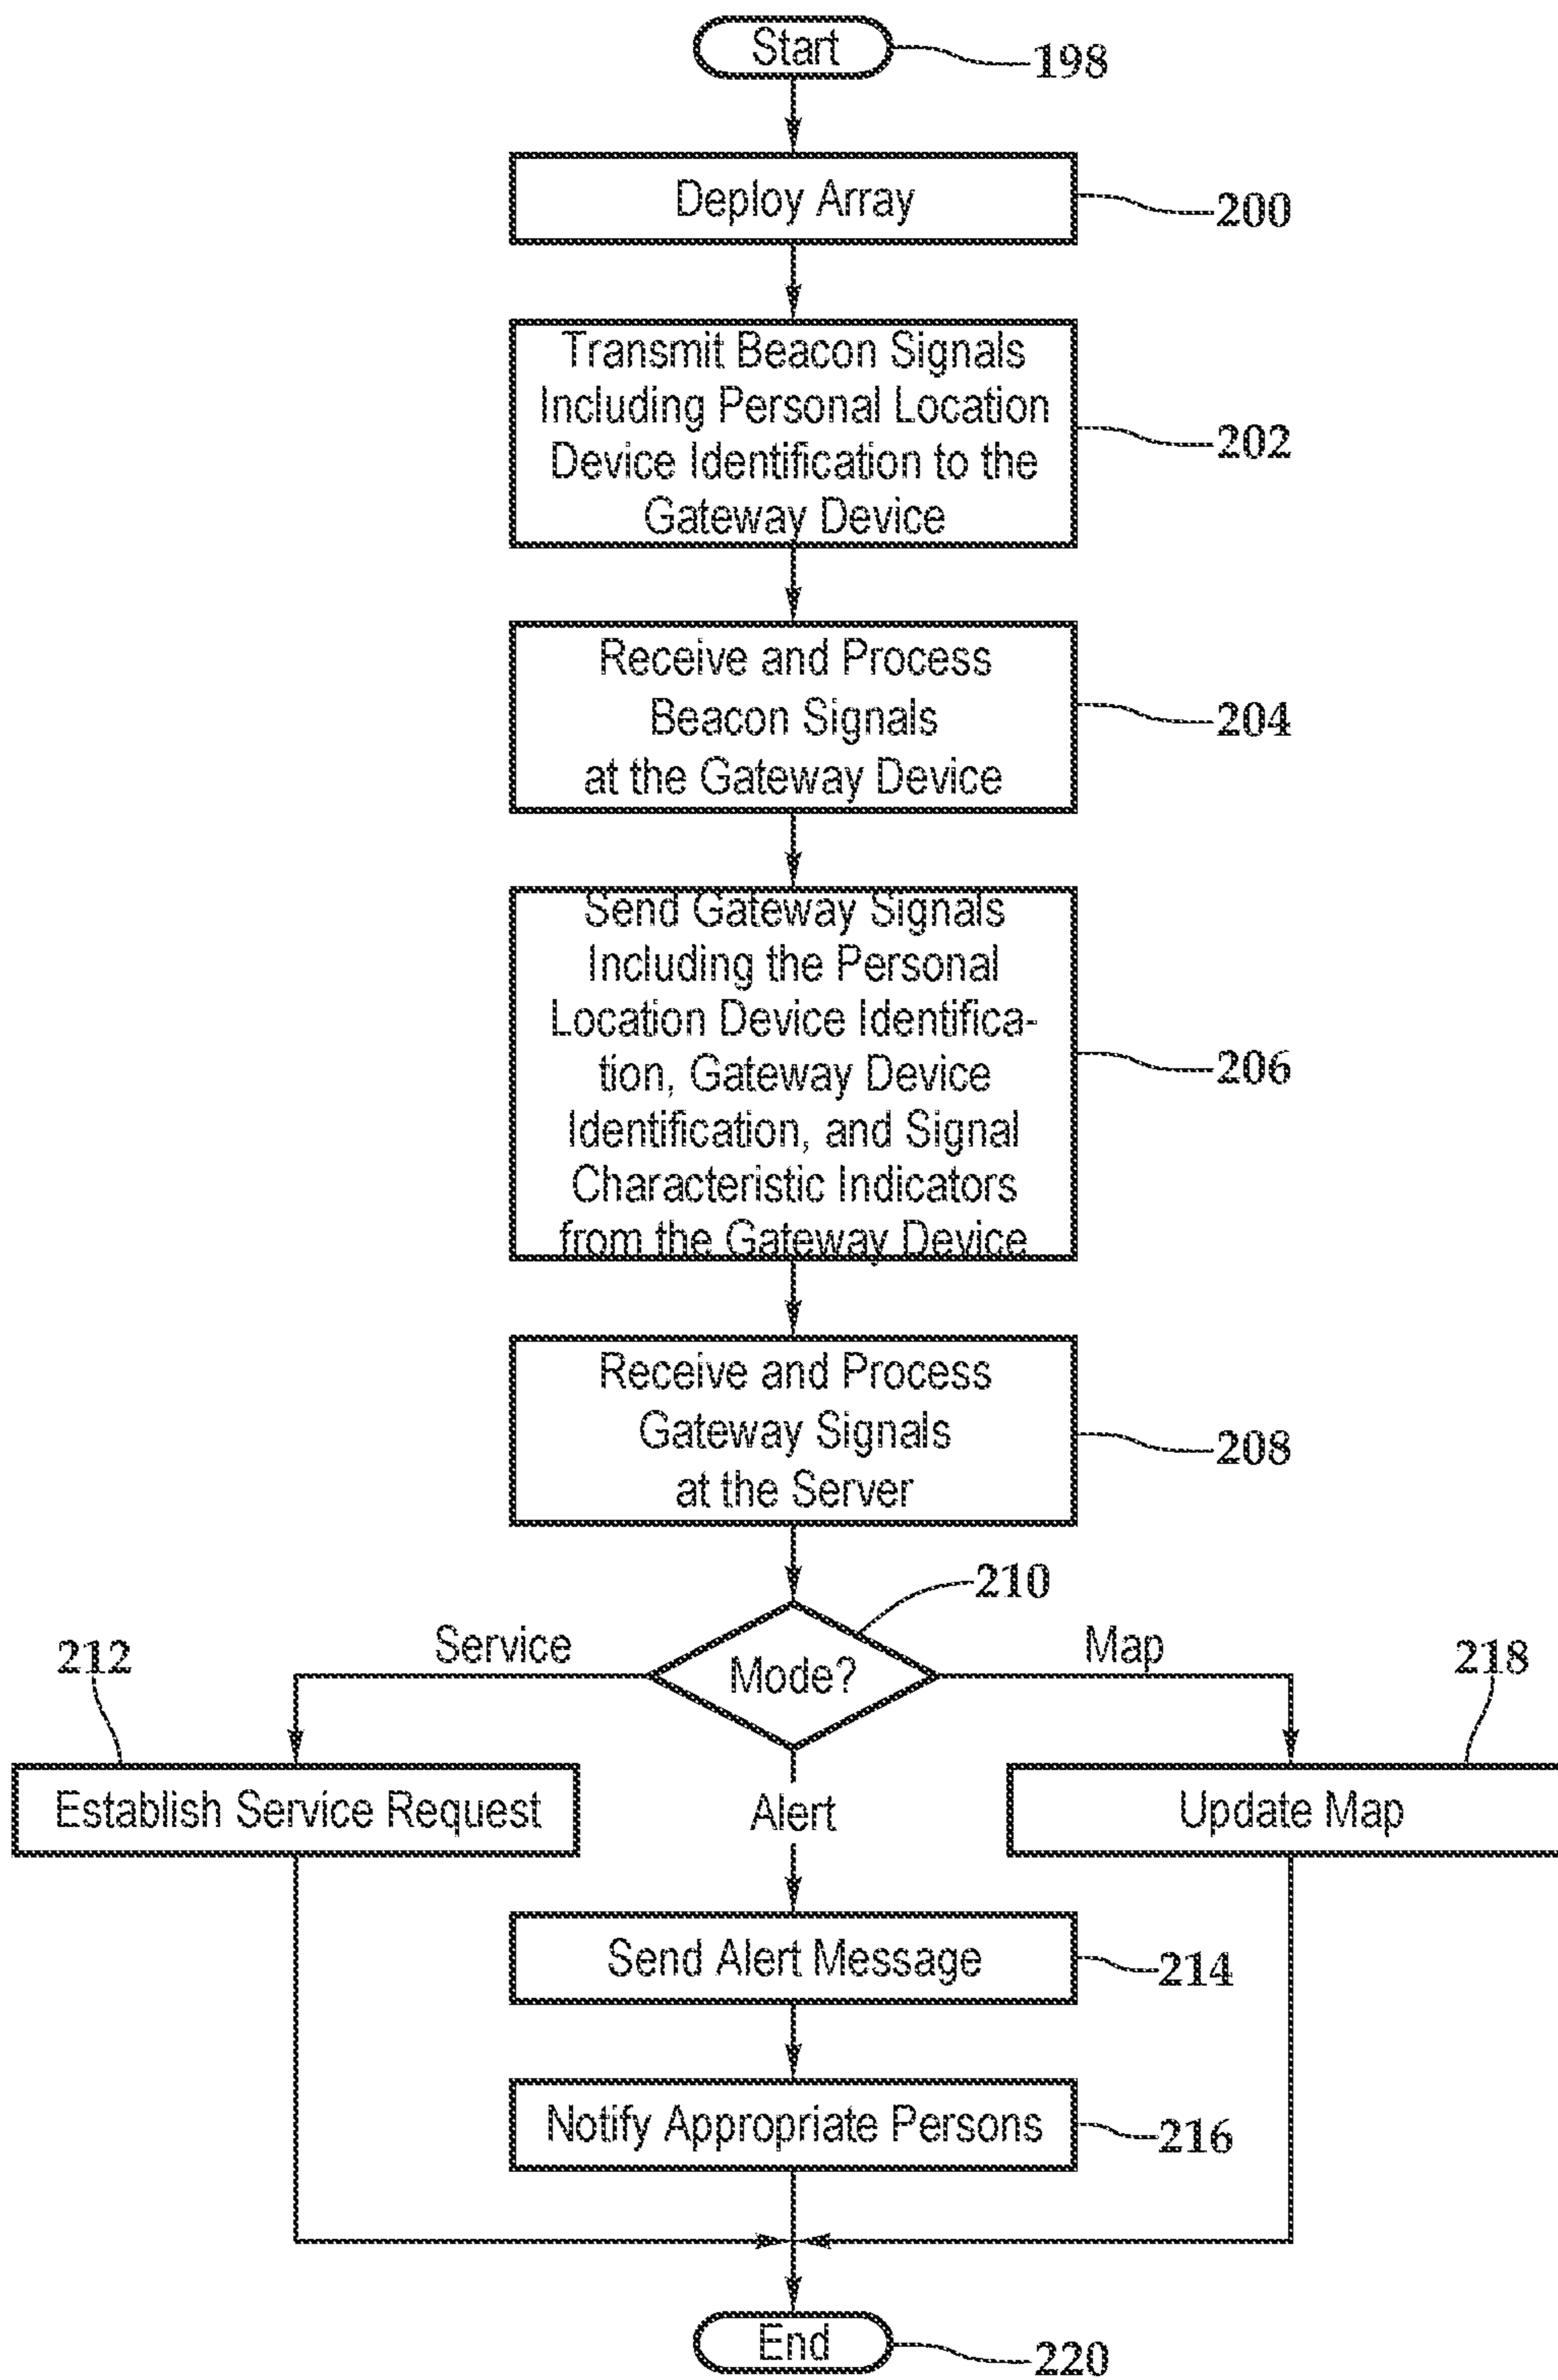 Start
198
Deploy Array
200
Transmit Beacon Signals
Including Personal Location
Device Identification to the
Gateway Device
202
Receive and Process
Beacon Signals
at the Gateway Device
204
Send Gateway Signals
Including the Personal
Location Device Identifica-
tion, Gateway Device
Identification, and Signal
Characteristic Indicators
from the Gateway Device
206
Receive and Process
Gateway Signals
at the Server
208
210
Mode?
Service
Map
212
218
Establish Service Request
Alert
Update Map
Send Alert Message
214
Notify Appropriate Persons
216
End
220